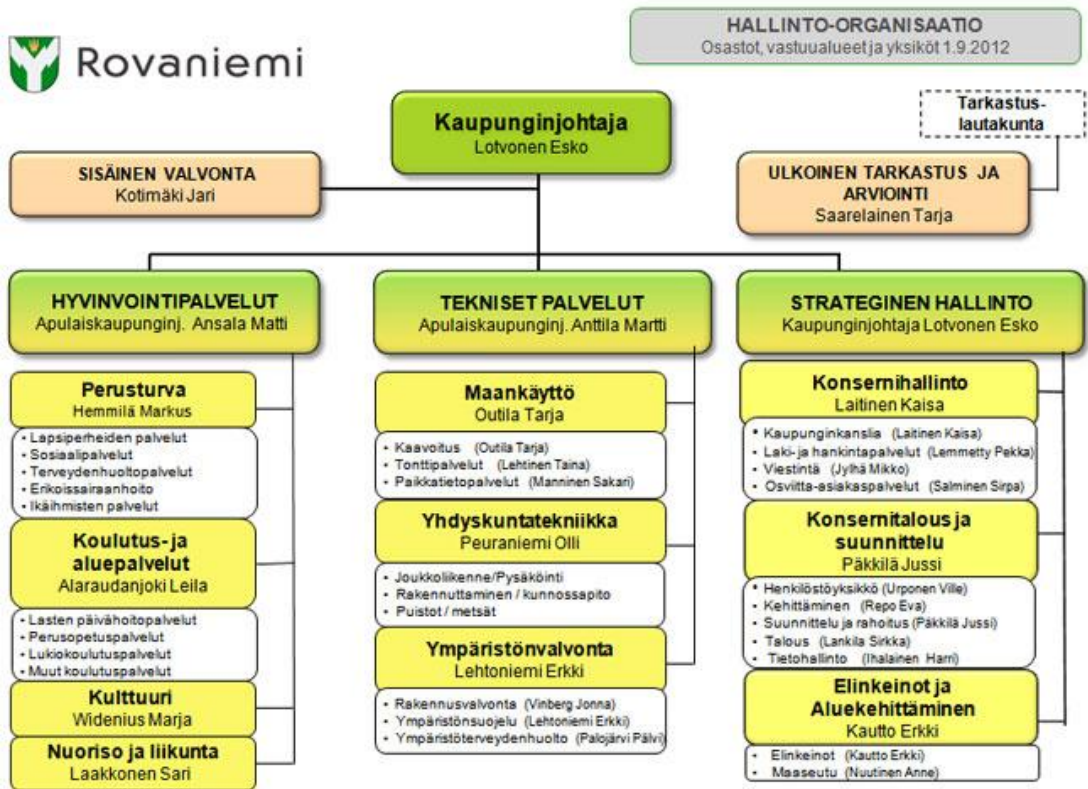 Rovaniemi
HALLINTO-ORGANISAATIO
Osastot, vastuualueet ja yksiköt 1.9.2012
Kaupunginjohtaja
Lotvonen Esko
Tarkastus-
lautakunta
SISÄINEN VALVONTA
Kotimäki Jari
ULKOINEN TARKASTUS JA
ARVIOINTI
Saarelainen Tarja
HYVINVOINTIPALVELUT
Apulaiskaupunginj. Ansala Matti
Perusturva
Hemmilä Markus
• Lapsiperheiden palvelut
• Sosiaalipalvelut
• Terveydenhuoltopalvelut
• Erikoissairaanhoito
• Ikäihmisten palvelut
Koulutus- ja
aluepalvelut
Alaraudanjoki Leila
• Lasten päivähoitopalvelut
• Perusopetuspalvelut
• Lukiokoulutuspalvelut
• Muut koulutuspalvelut
Kulttuuri
Widenius Marja
Nuoriso ja liikunta
Laakkonen Sari
TEKNISET PALVELUT
Apulaiskaupunginj. Anttila Martti
Maankäyttö
Outila Tarja
• Kaavoitus (Outila Tarja)
• Tonttipalvelut (Lehtinen Taina)
• Paikkatietopalvelut (Manninen Sakari)
Yhdyskuntatekniikka
Peuraniemi Olli
• Joukkoliikenne/Pysäköinti
• Rakennuttaminen / kunnossapito
• Puistot / metsät
Ympäristönvalvonta
Lehtoniemi Erkki
• Rakennusvalvonta (Vinberg Jonna)
• Ympäristönsuojelu (Lehtoniemi Erkki)
• Ympäristöterveydenhuolto (Palojärvi Päivi)
STRATEGINEN HALLINTO
Kaupunginjohtaja Lotvonen Esko
Konsernihallinto
Laitinen Kaisa
• Kaupunginkanslia (Laitinen Kaisa)
• Laki- ja hankintapalvelut (Lemmetty Pekka)
• Viestintä (Jylhä Mikko)
• Osviitta-asiakaspalvelut (Salminen Sirpa)
Konsernitalous ja
suunnittelu
Päkkilä Jussi
• Henkilöstöyksikkö (Urponen Ville)
• Kehittäminen (Repo Eva)
• Suunnittelu ja rahoitus (Päkkilä Jussi)
• Talous (Lankila Sirkka)
• Tietohallinto (Ihalainen Harri)
Elinkeinot ja
Aluekehittäminen
Kautto Erkki
• Elinkeinot (Kautto Erkki)
• Maaseutu (Nuutinen Anne)